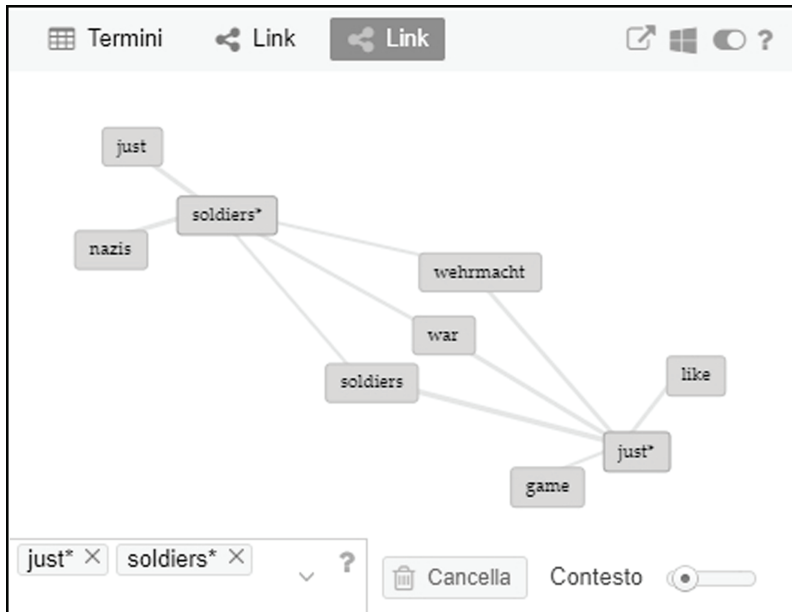 Termini Link Link ?
just
soldiers*
nazis
wehrmacht
war
soldiers
like
just*
game
just* × soldiers* × ?
Cancella Contesto